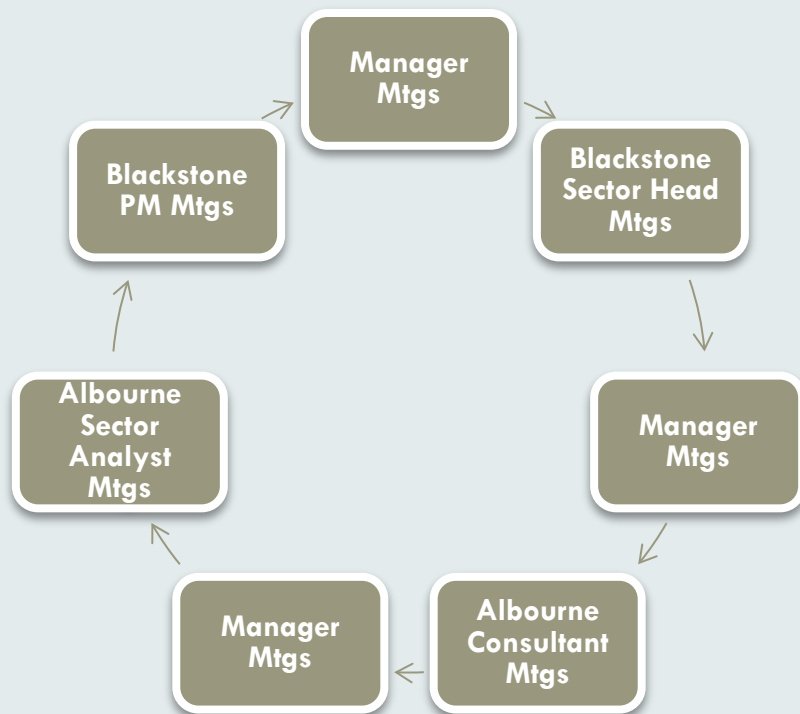 Manager
Mtgs
Blackstone
Sector Head
Mtgs
Manager
Mtgs
Albourne
Consultant
Mtgs
Manager
Mtgs
Albourne
Sector
Analyst
Mtgs
Blackstone
PM Mtgs